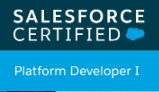 SALESFORCE
CERTIFIED
Platform Developer I